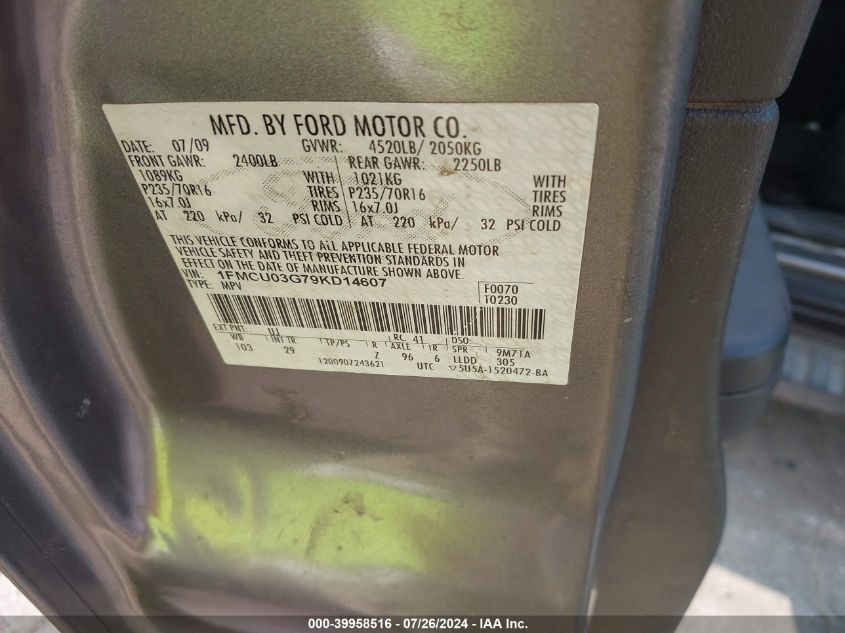 MFD. BY FORD MOTOR CO.
DATE: 07/09 GVWR: 4520LB/ 2050KG
FRONT GAWR: 2400LB REAR GAWR: 2250LB
1089KG WITH 1021KG WITH
P235/70R16 TIRES P235/70R16 TIRES
16x7.0J RIMS 16x7.0J RIMS
AT 220 kPa/ 32 PSI COLD AT 220 kPa/ 32 PSI COLD
THIS VEHICLE CONFORMS TO ALL APPLICABLE FEDERAL MOTOR
VEHICLE SAFETY AND THEFT PREVENTION STANDARDS IN
EFFECT ON THE DATE OF MANUFACTURE SHOWN ABOVE.
VIN: 1FMCU03G79KD14607 F0070
TYPE: MPV T0230
EXT PNT: UJ RC: 41 DSO:
WB INT TR TP/PS R AXLE TR SPR 9M71A
103 29 Z 96 6 LLDD 305
1200907243621 UTC ▽5U5A-1520472-BA
000-39958516 - 07/26/2024 - IAA Inc.